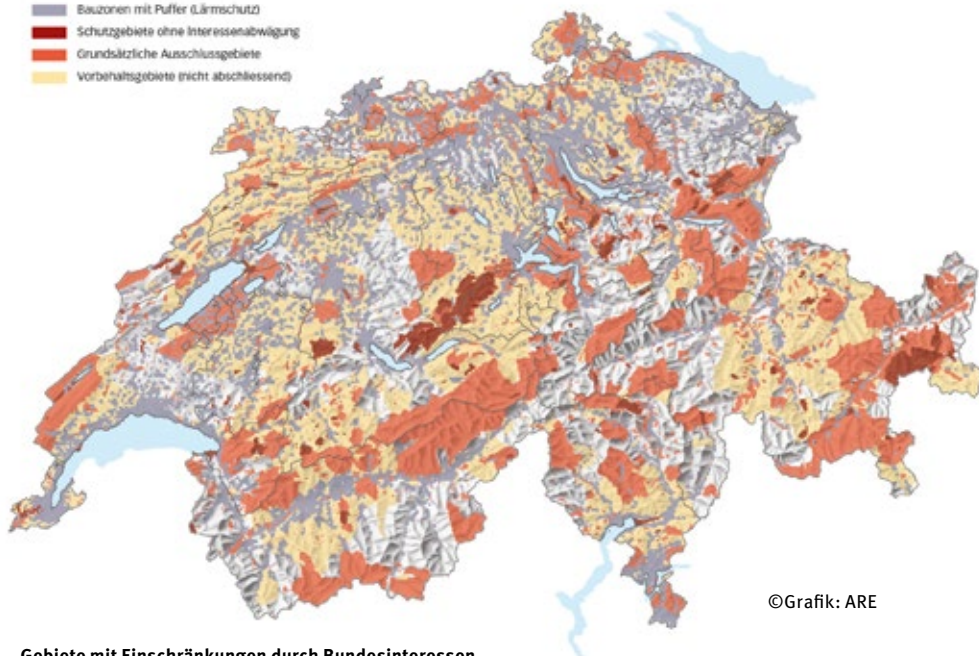 Bauzonen mit Puffer (Lärmschutz)
Schutzgebiete ohne Interessenabwägung
Grundsätzliche Ausschlussgebiete
Vorbehaltsgebiete (nicht abschliessend)
©Grafik: ARE
Gebiete mit Einschränkungen durch Bundesinteressen